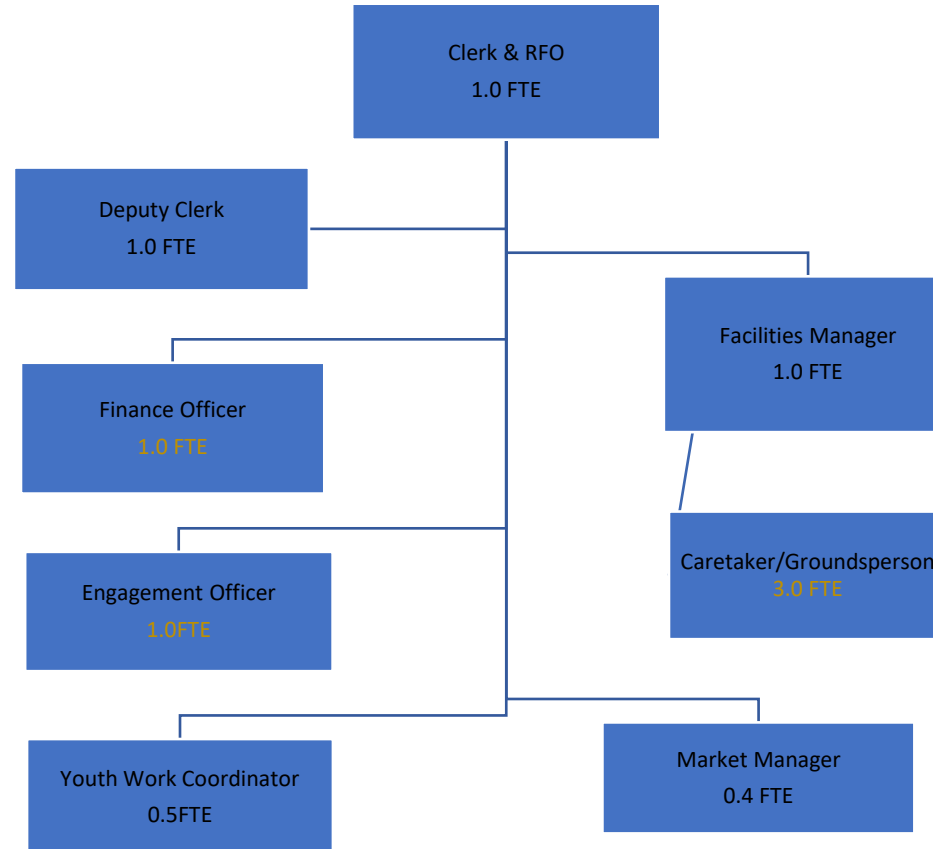 Clerk & RFO
1.0 FTE
Deputy Clerk
1.0 FTE
Facilities Manager
1.0 FTE
Finance Officer
1.0 FTE
Caretaker/Groundsperson
3.0 FTE
Engagement Officer
1.0FTE
Youth Work Coordinator
0.5FTE
Market Manager
0.4 FTE